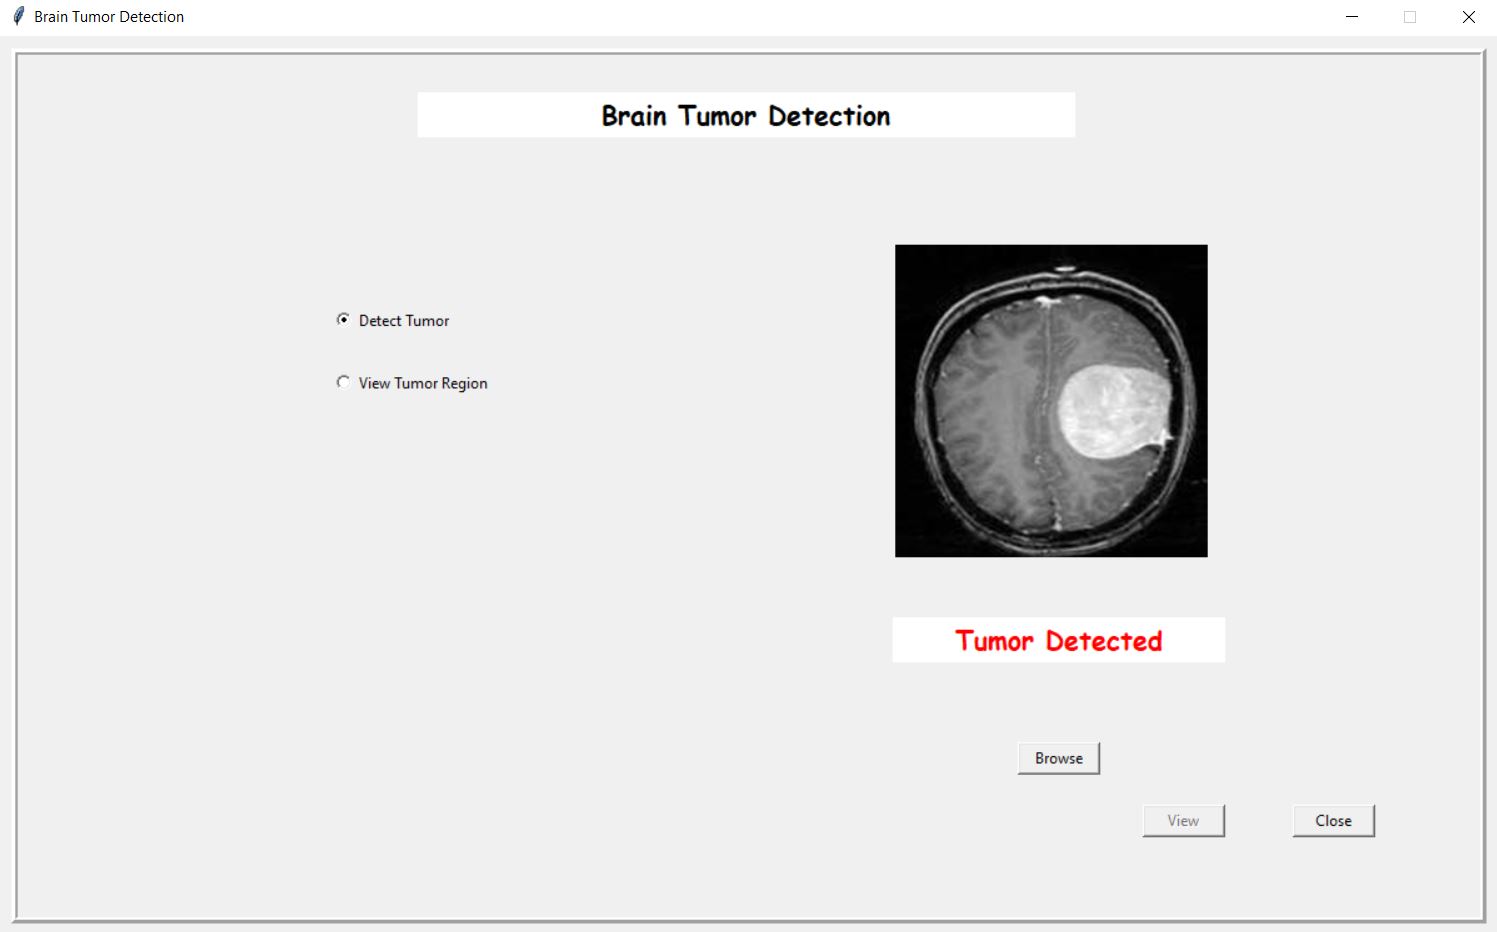 Brain Tumor Detection
Brain Tumor Detection
Detect Tumor
View Tumor Region
Tumor Detected
Browse
View
Close